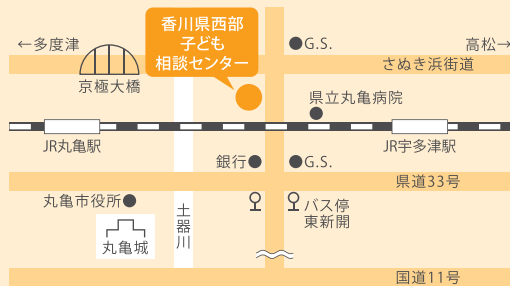 香川県西部
子ども
相談センター
←多度津
G.S.
高松→
さぬき浜街道
京極大橋
県立丸亀病院
JR丸亀駅
JR宇多津駅
銀行
G.S.
県道33号
丸亀市役所
土器川
バス停
東新開
丸亀城
国道11号